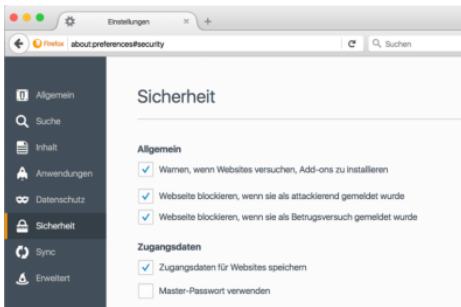 Einstellungen
Firefox about:preferences#security
Suchen
Allgemein
Suche
Inhalt
Anwendungen
Datenschutz
Sicherheit
Sync
Erweitert
Sicherheit
Allgemein
Warnen, wenn Websites versuchen, Add-ons zu installieren
Webseite blockieren, wenn sie als attackierend gemeldet wurde
Webseite blockieren, wenn sie als Betrugsversuch gemeldet wurde
Zugangsdaten
Zugangsdaten für Websites speichern
Master-Passwort verwenden